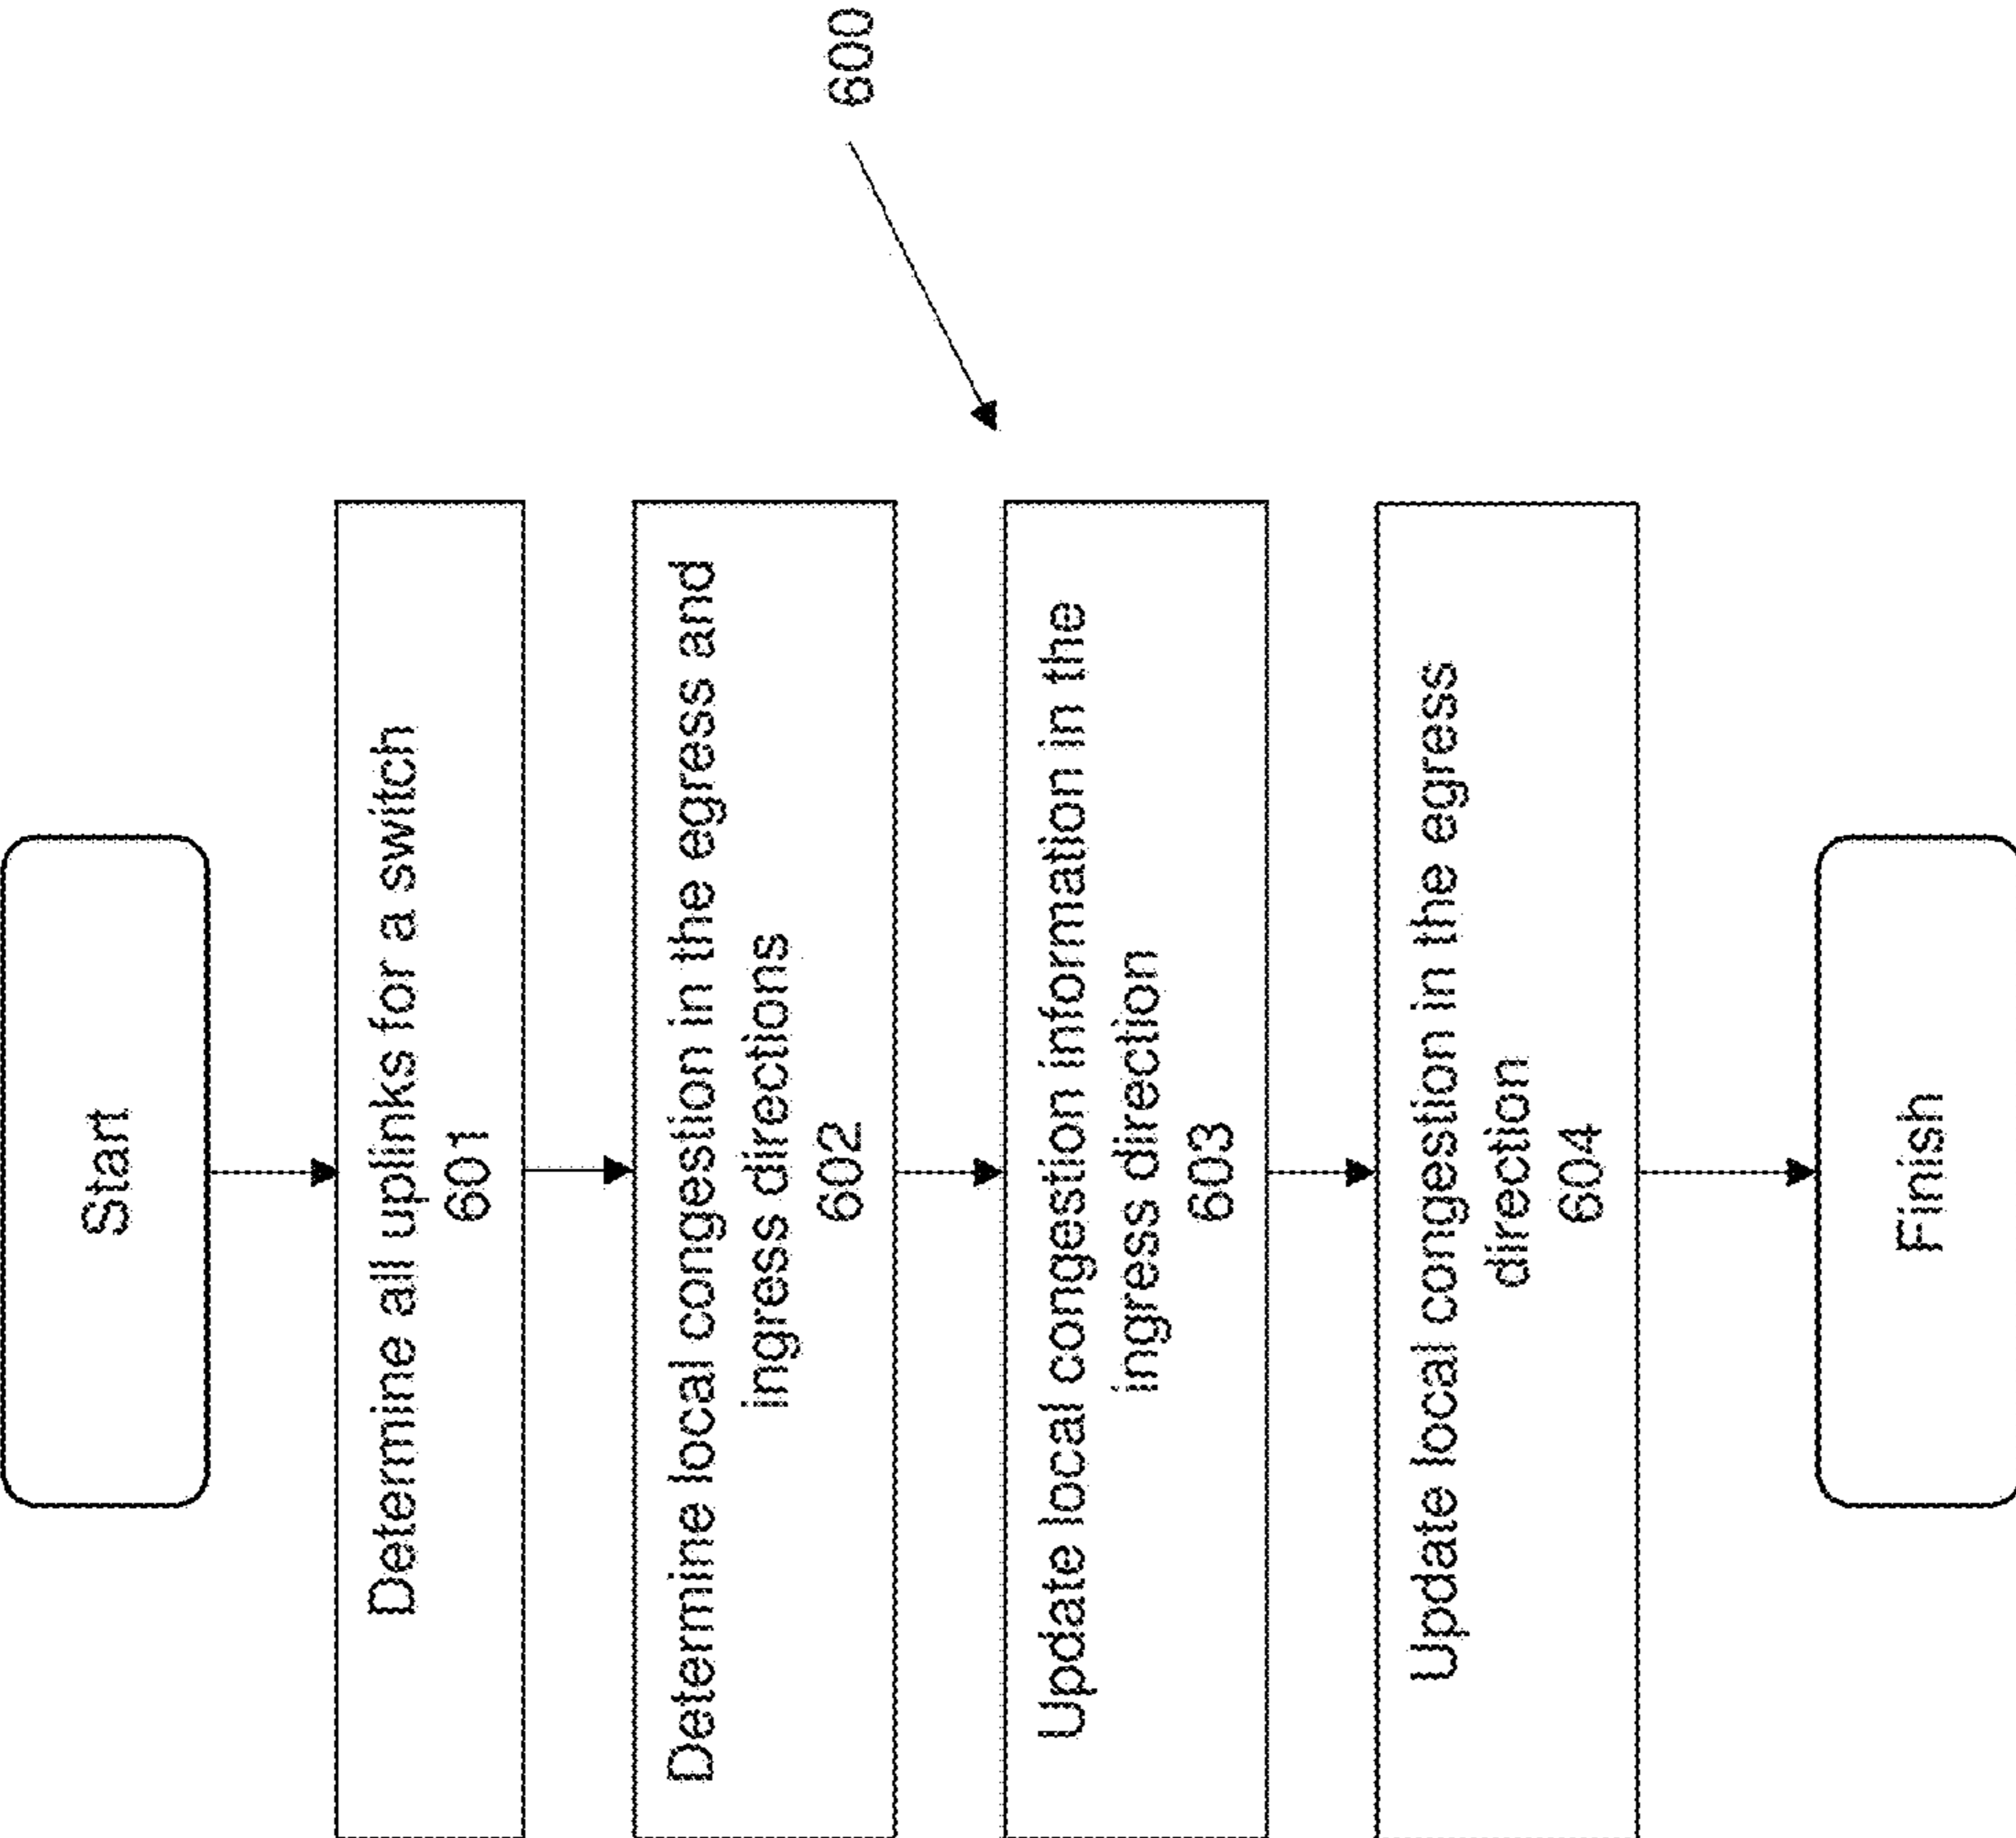 Start
Determine all uplinks for a switch
601
Determine local congestion in the egress and
ingress directions
602
Update local congestion information in the
ingress direction
603
Update local congestion in the egress
direction
604
Finish
600